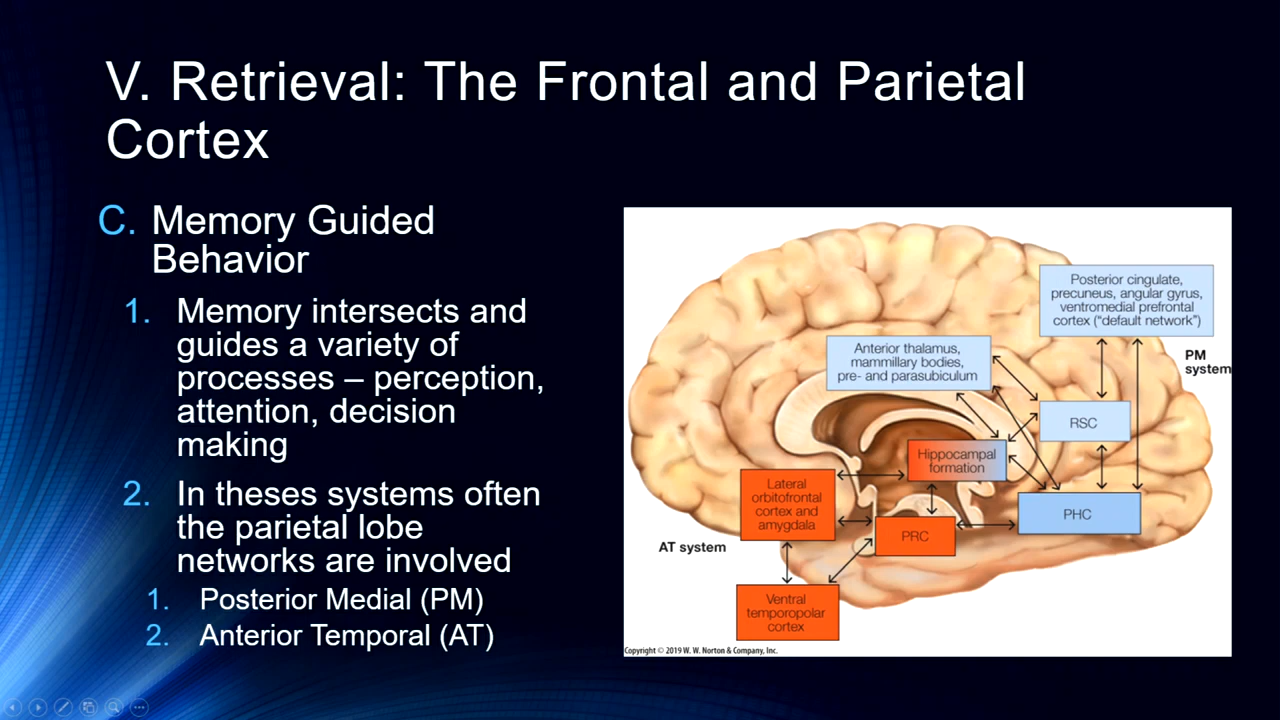 V. Retrieval: The Frontal and Parietal
Cortex
C. Memory Guided
Behavior
1. Memory intersects and
guides a variety of
processes – perception,
attention, decision
making
2. In theses systems often
the parietal lobe
networks are involved
1. Posterior Medial (PM)
2. Anterior Temporal (AT)
Posterior cingulate,
precuneus, angular gyrus,
ventromedial prefrontal
cortex (“default network”)
PM
system
Anterior thalamus,
mammillary bodies,
pre- and parasubiculum
RSC
Hippocampal
formation
Lateral
orbitofrontal
cortex and
amygdala
PHC
PRC
AT system
Ventral
temporopolar
cortex
Copyright © 2019 W. W. Norton & Company, Inc.